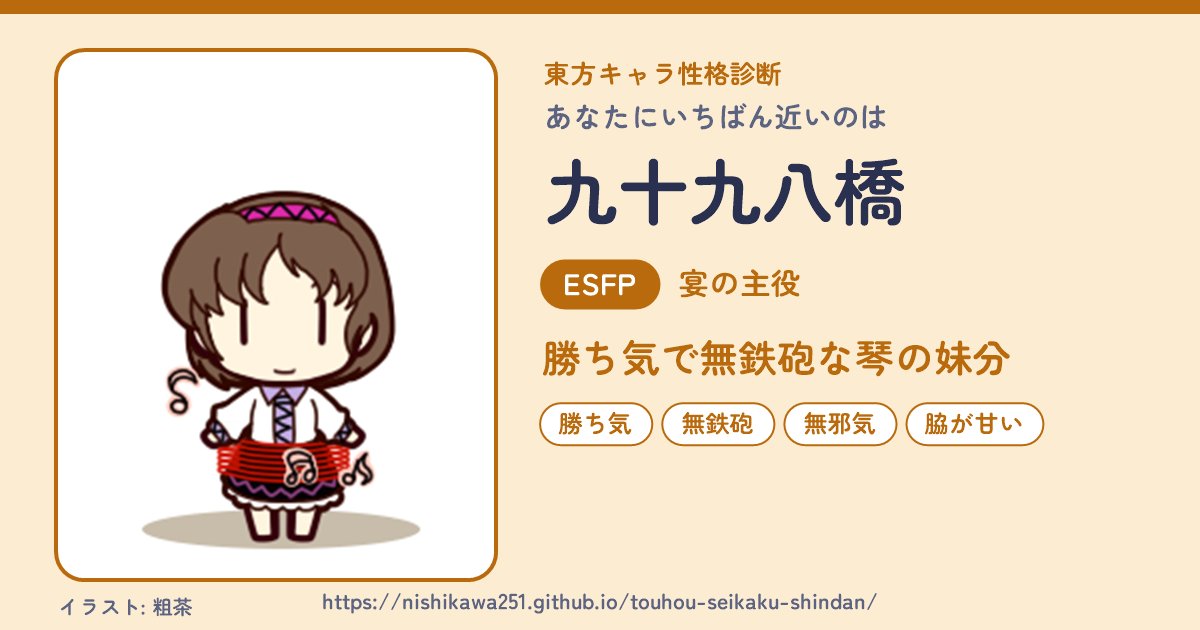 東方キャラ性格診断
あなたにいちばん近いのは
九十九八橋
ESFP 宴の主役
勝ち気で無鉄砲な琴の妹分
勝ち気 無鉄砲 無邪気 脇が甘い
イラスト: 粗茶
https://nishikawa251.github.io/touhou-seikaku-shindan/